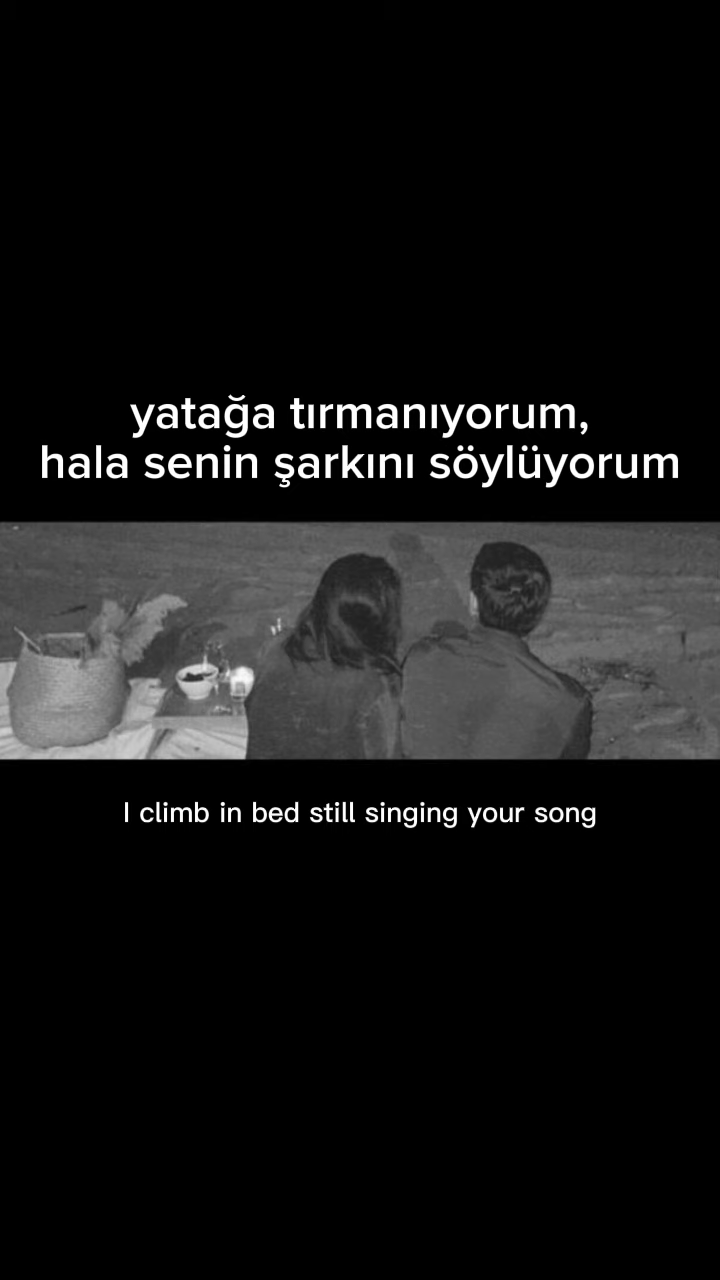 yatağa tırmanıyorum,
hala senin şarkını söylüyorum
I climb in bed still singing your song